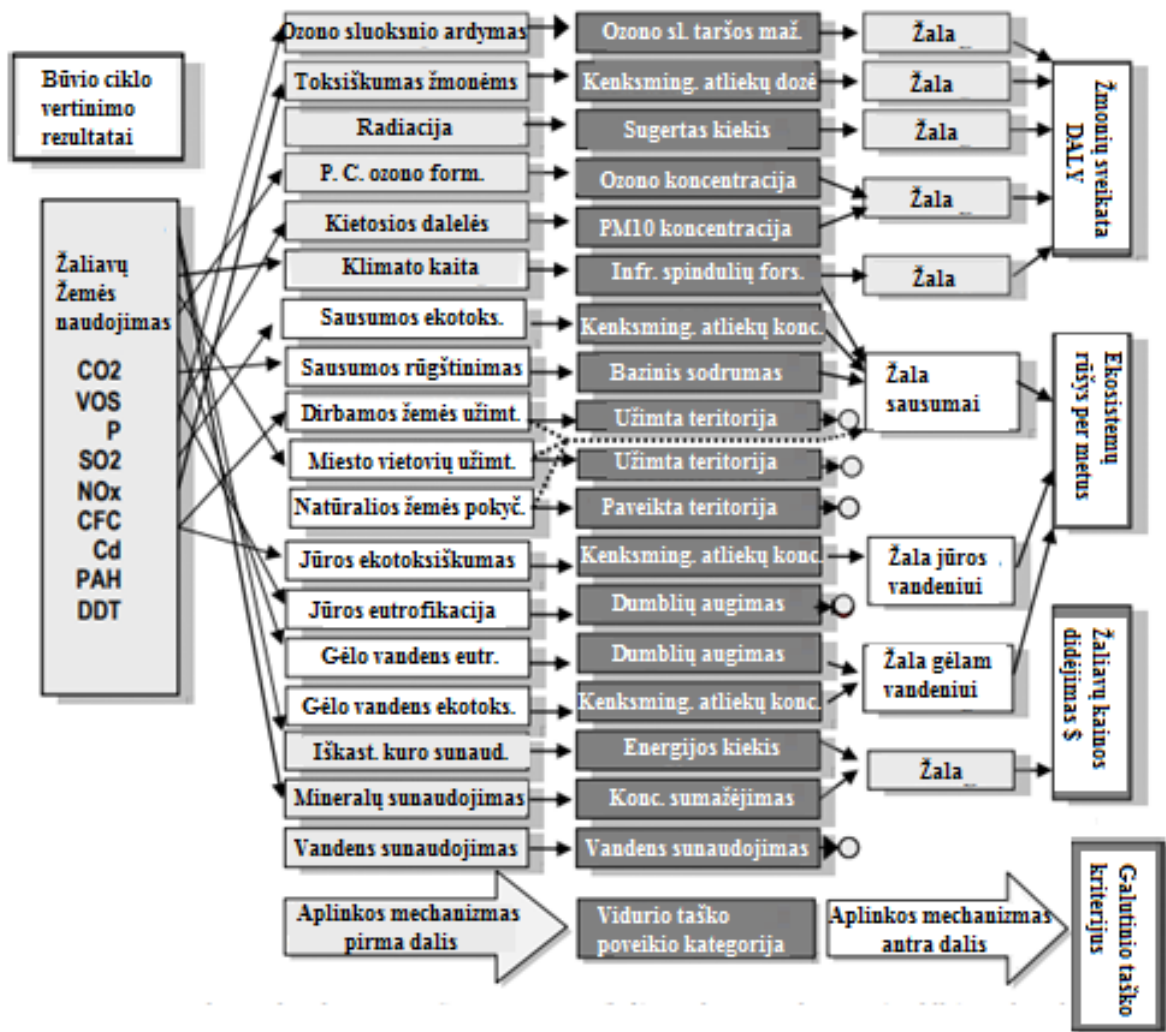 Būvio ciklo
vertinimo
rezultatai
Žaliavų
Žemės
naudojimas
CO2
VOS
P
SO2
NOx
CFC
Cd
PAH
DDT
Ozono sluoksnio ardymas
Toksiškumas žmonėms
Radiacija
P. C. ozono form.
Kietosios dalelės
Klimato kaita
Sausumos ekotoks.
Sausumos rūgštinimas
Dirbamos žemės užimt.
Miesto vietovių užimt.
Natūralios žemės pokyč.
Jūros ekotoksiškumas
Jūros eutrofikacija
Gėlo vandens eutr.
Gėlo vandens ekotoks.
Iškast. kuro sunaud.
Mineralų sunaudojimas
Vandens sunaudojimas
Ozono sl. taršos maž.
Kenksming. atliekų dozė
Sugertas kiekis
Ozono koncentracija
PM10 koncentracija
Infr. spindulių fors.
Kenksming. atliekų konc.
Bazinis sodrumas
Užimta teritorija
Užimta teritorija
Paveikta teritorija
Kenksming. atliekų konc.
Dumblių augimas
Dumblių augimas
Kenksming. atliekų konc.
Energijos kiekis
Konc. sumažėjimas
Vandens sunaudojimas
Žala
Žala
Žala
Žala
Žala
Žala
sausumai
Žala jūros
vandeniui
Žala gėlam
vandeniui
Žala
Žmonių sveikata
DALY
Ekosistemų
rūšys per metus
Žaliavų kainos
didėjimas $
Aplinkos mechanizmas
pirma dalis
Vidurio taško
poveikio kategorija
Aplinkos mechanizmas
antra dalis
Galutinio taško
kriterijus